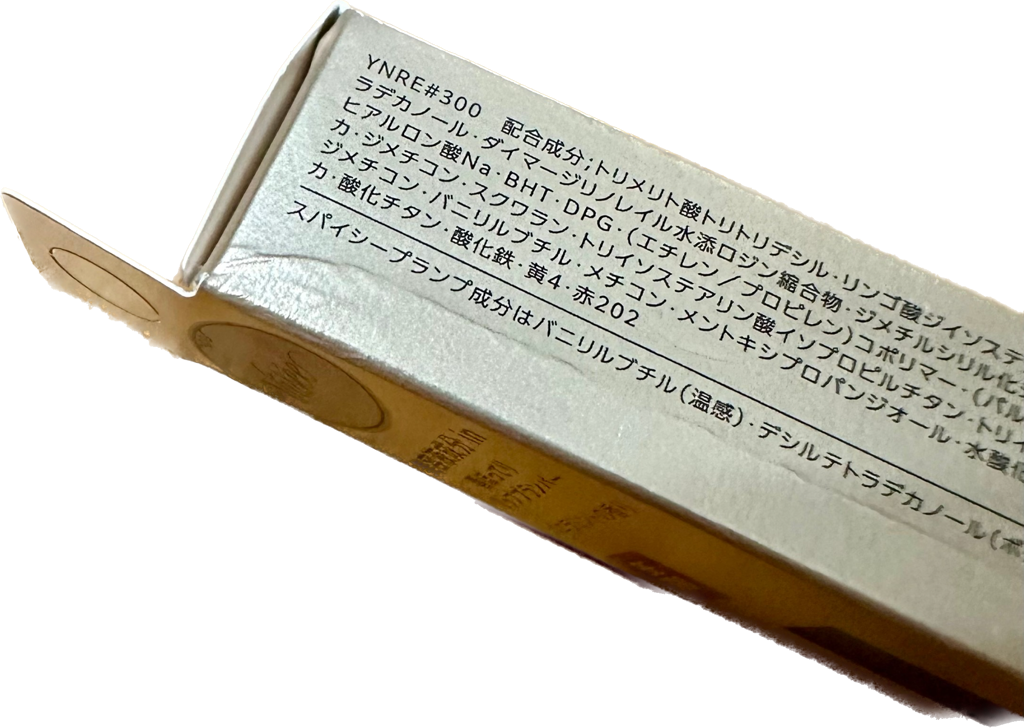 YNRE#300 配合成分;トリメリト酸トリトリデシル・リンゴ酸ジイソステ
ラデカノール・ダイマージリノレイル水添ロジン縮合物・ジメチルシリル化
ヒアルロン酸Na・BHT・DPG・(エチレン/プロピレン)コポリマー・(パル
カ・ジメチコン・スクワラン・トリイソステアリン酸イソプロピルチタン・トリイ
ジメチコン・バニリルブチル・メチコン・メントキシプロパンジオール・水酸化
カ・酸化チタン・酸化鉄・黄4・赤202
スパイシープランプ成分はバニリルブチル(温感)・デシルテトラデカノール(ボ